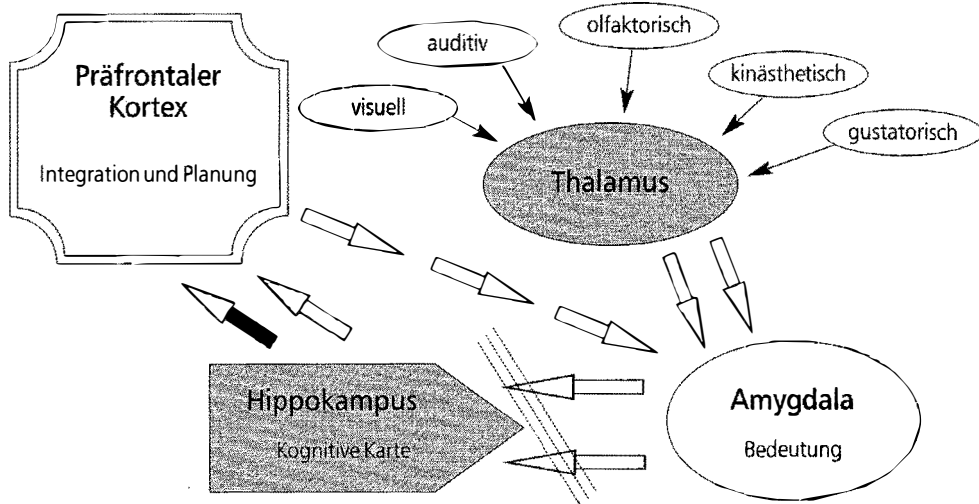 Präfrontaler
Kortex
Integration und Planung
visuell
auditiv
olfaktorisch
kinästhetisch
gustatorisch
Thalamus
Hippokampus
Kognitive Karte
Amygdala
Bedeutung